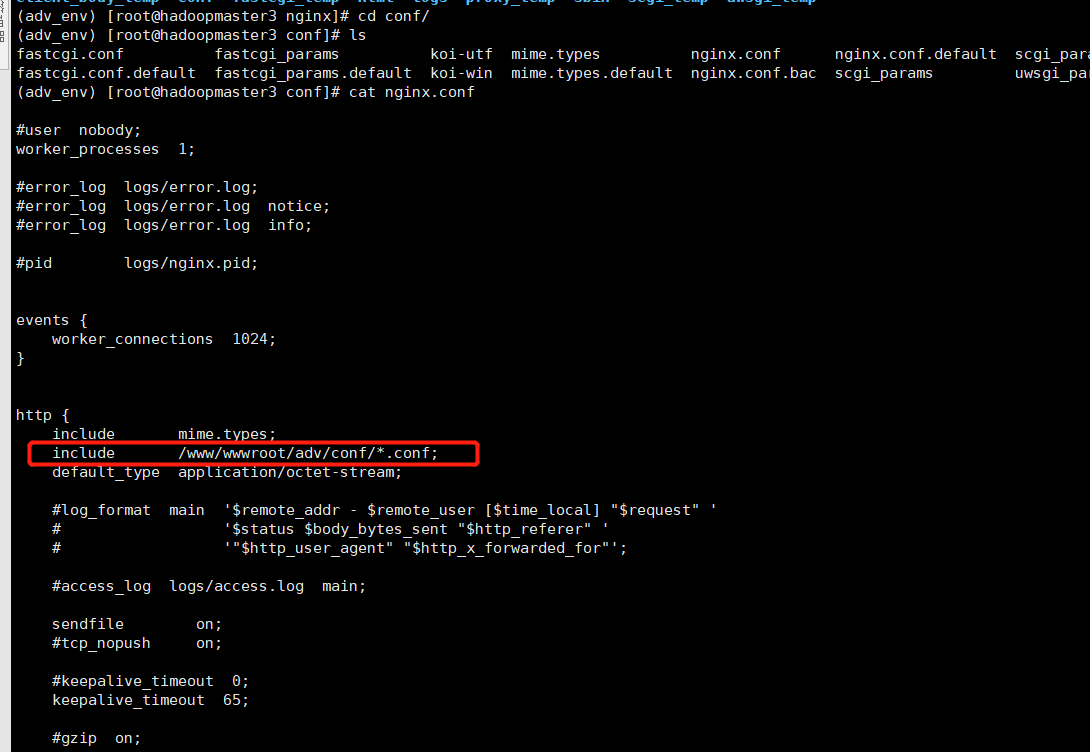 client_body_temp conf fastcgi_temp html logs proxy_temp sbin scgi_temp uwsgi_temp
(adv_env) [root@hadoopmaster3 nginx]# cd conf/
(adv_env) [root@hadoopmaster3 conf]# ls
fastcgi.conf fastcgi_params koi-utf mime.types nginx.conf nginx.conf.default
fastcgi.conf.default fastcgi_params.default koi-win mime.types.default nginx.conf.bac scgi_params
(adv_env) [root@hadoopmaster3 conf]# cat nginx.conf
#user nobody;
worker_processes 1;
#error_log logs/error.log;
#error_log logs/error.log notice;
#error_log logs/error.log info;
#pid logs/nginx.pid;
events {
worker_connections 1024;
}
http {
include mime.types;
include /www/wwwroot/adv/conf/*.conf;
default_type application/octet-stream;
#log_format main '$remote_addr - $remote_user [$time_local] "$request" '
# '$status $body_bytes_sent "$http_referer" '
# '"$http_user_agent" "$http_x_forwarded_for"';
#access_log logs/access.log main;
sendfile on;
#tcp_nopush on;
#keepalive_timeout 0;
keepalive_timeout 65;
#gzip on;